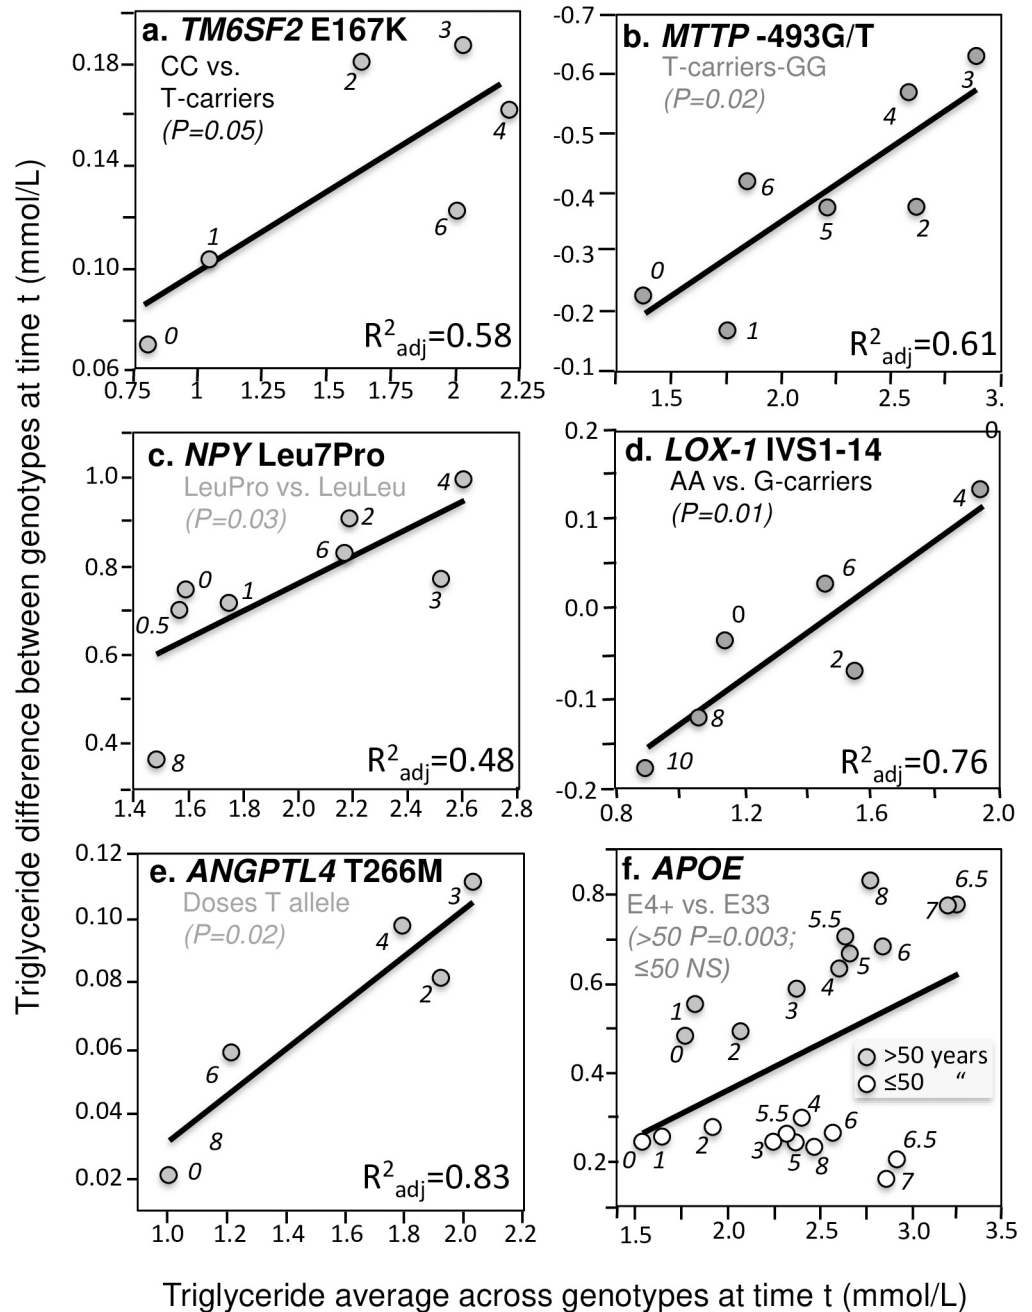 Triglyceride difference between genotypes at time t (mmol/L)
a. TM6SF2 E167K
CC vs.
T-carriers
(P=0.05)
0.18
0.14
0.10
0.06
3
2
4
6
1
0
R²adj=0.58
0.75 1 1.25 1.5 1.75 2 2.25
b. MTTP -493G/T
T-carriers-GG
(P=0.02)
-0.7
-0.6
-0.5
-0.4
-0.3
-0.2
-0.1
3
4
6
5
2
0
1
R²adj=0.61
1.5 2.0 2.5 3.
0
c. NPY Leu7Pro
LeuPro vs. LeuLeu
(P=0.03)
1.0
0.8
0.6
0.4
4
2
6
3
0
1
0.5
8
R²adj=0.48
1.4 1.6 1.8 2.0 2.2 2.4 2.6 2.8
d. LOX-1 IVS1-14
AA vs. G-carriers
(P=0.01)
0.2
0.1
0.0
-0.1
-0.2
4
6
0
2
8
10
R²adj=0.76
0.8 1.2 1.6 2.0
e. ANGPTL4 T266M
Doses T allele
(P=0.02)
0.12
0.10
0.08
0.06
0.04
0.02
3
4
2
6
8
0
R²adj=0.83
1.0 1.2 1.4 1.6 1.8 2.0 2.2
f. APOE
E4+ vs. E33
(>50 P=0.003;
≤50 NS)
0.8
0.6
0.4
0.2
8
6.5
7
5.5
6
5
4
3
1
0
2
>50 years
≤50 “
0
1
2
3
5.5
4
5
8
6
6.5
7
1.5 2.0 2.5 3.0 3.5
Triglyceride average across genotypes at time t (mmol/L)